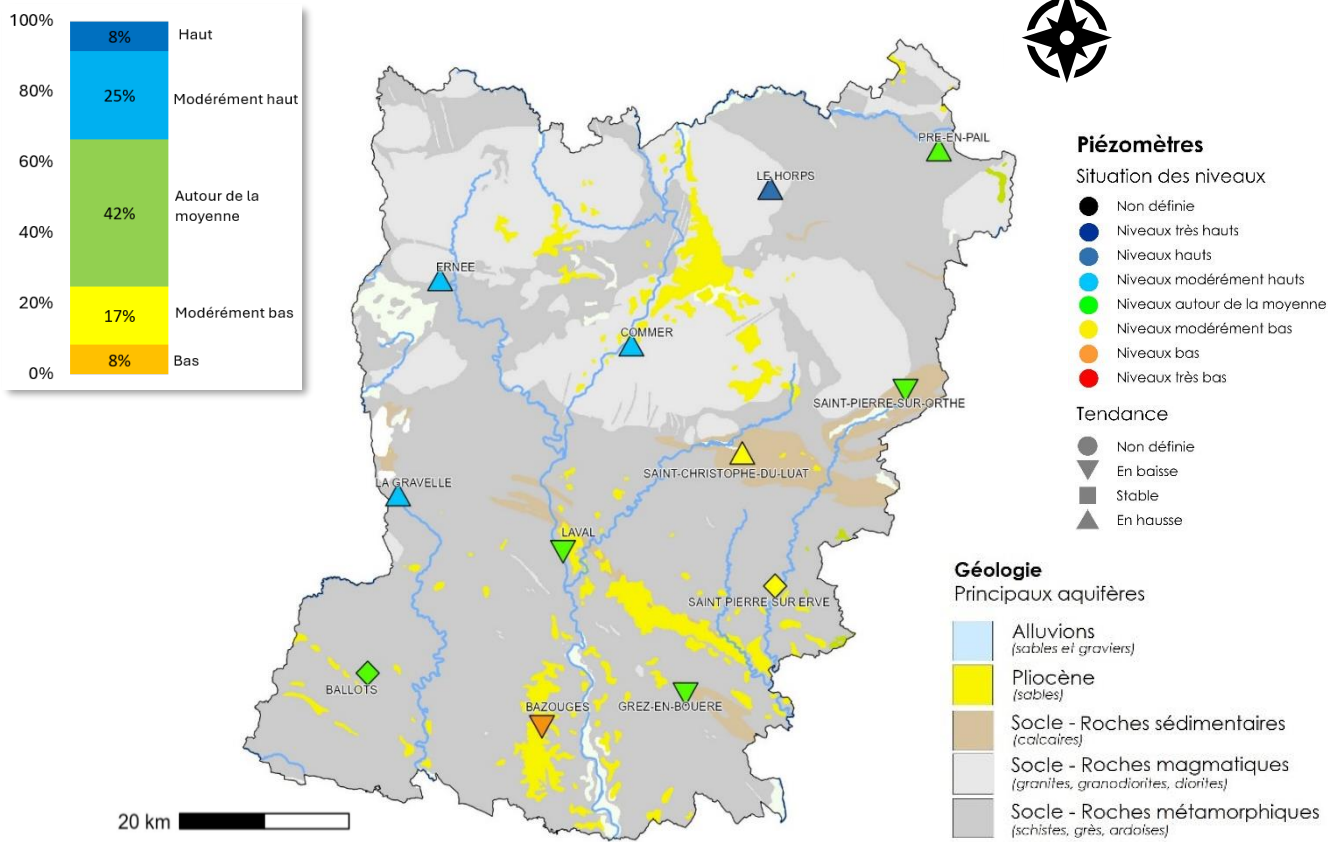 100%
80%
60%
40%
20%
0%
8%
Haut
25%
Modérément haut
42%
Autour de la
moyenne
17%
Modérément bas
8%
Bas
PRE-EN-PAIL
LE HORPS
ERNEE
COMMER
SAINT-PIERRE-SUR-ORTHE
SAINT-CHRISTOPHE-DU-LUAT
LA GRAVELLE
LAVAL
SAINT PIERRE SUR ERVE
BALLOTS
BAZOUGES
GREZ-EN-BOUERE
20 km
Piézomètres
Situation des niveaux
Non définie
Niveaux très hauts
Niveaux hauts
Niveaux modérément hauts
Niveaux autour de la moyenne
Niveaux modérément bas
Niveaux bas
Niveaux très bas
Tendance
Non définie
En baisse
Stable
En hausse
Géologie
Principaux aquifères
Alluvions
(sables et graviers)
Pliocène
(sables)
Socle - Roches sédimentaires
(calcaires)
Socle - Roches magmatiques
(granites, granodiorites, diorites)
Socle - Roches métamorphiques
(schistes, grès, ardoises)